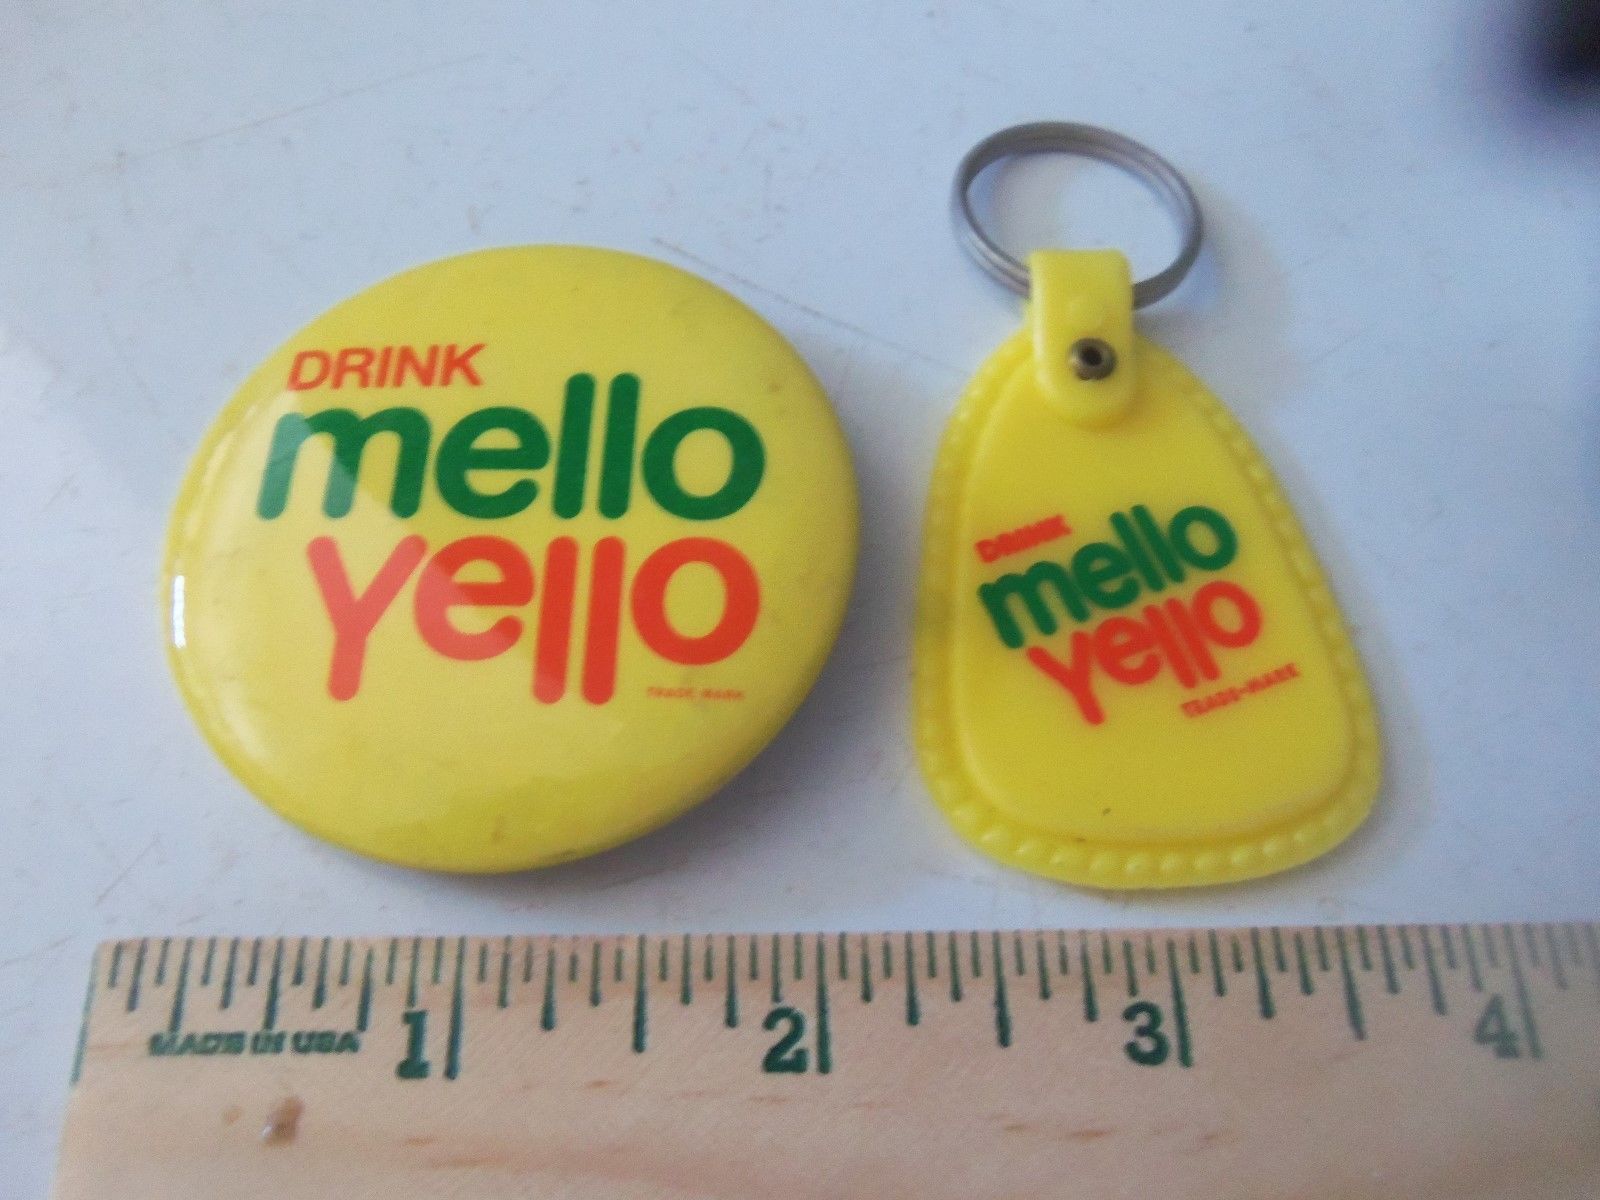 DRINK
mello
yello
TRADE-MARK
DRINK
mello
yello
TRADE-MARK
MADE IN USA
1 2 3 4